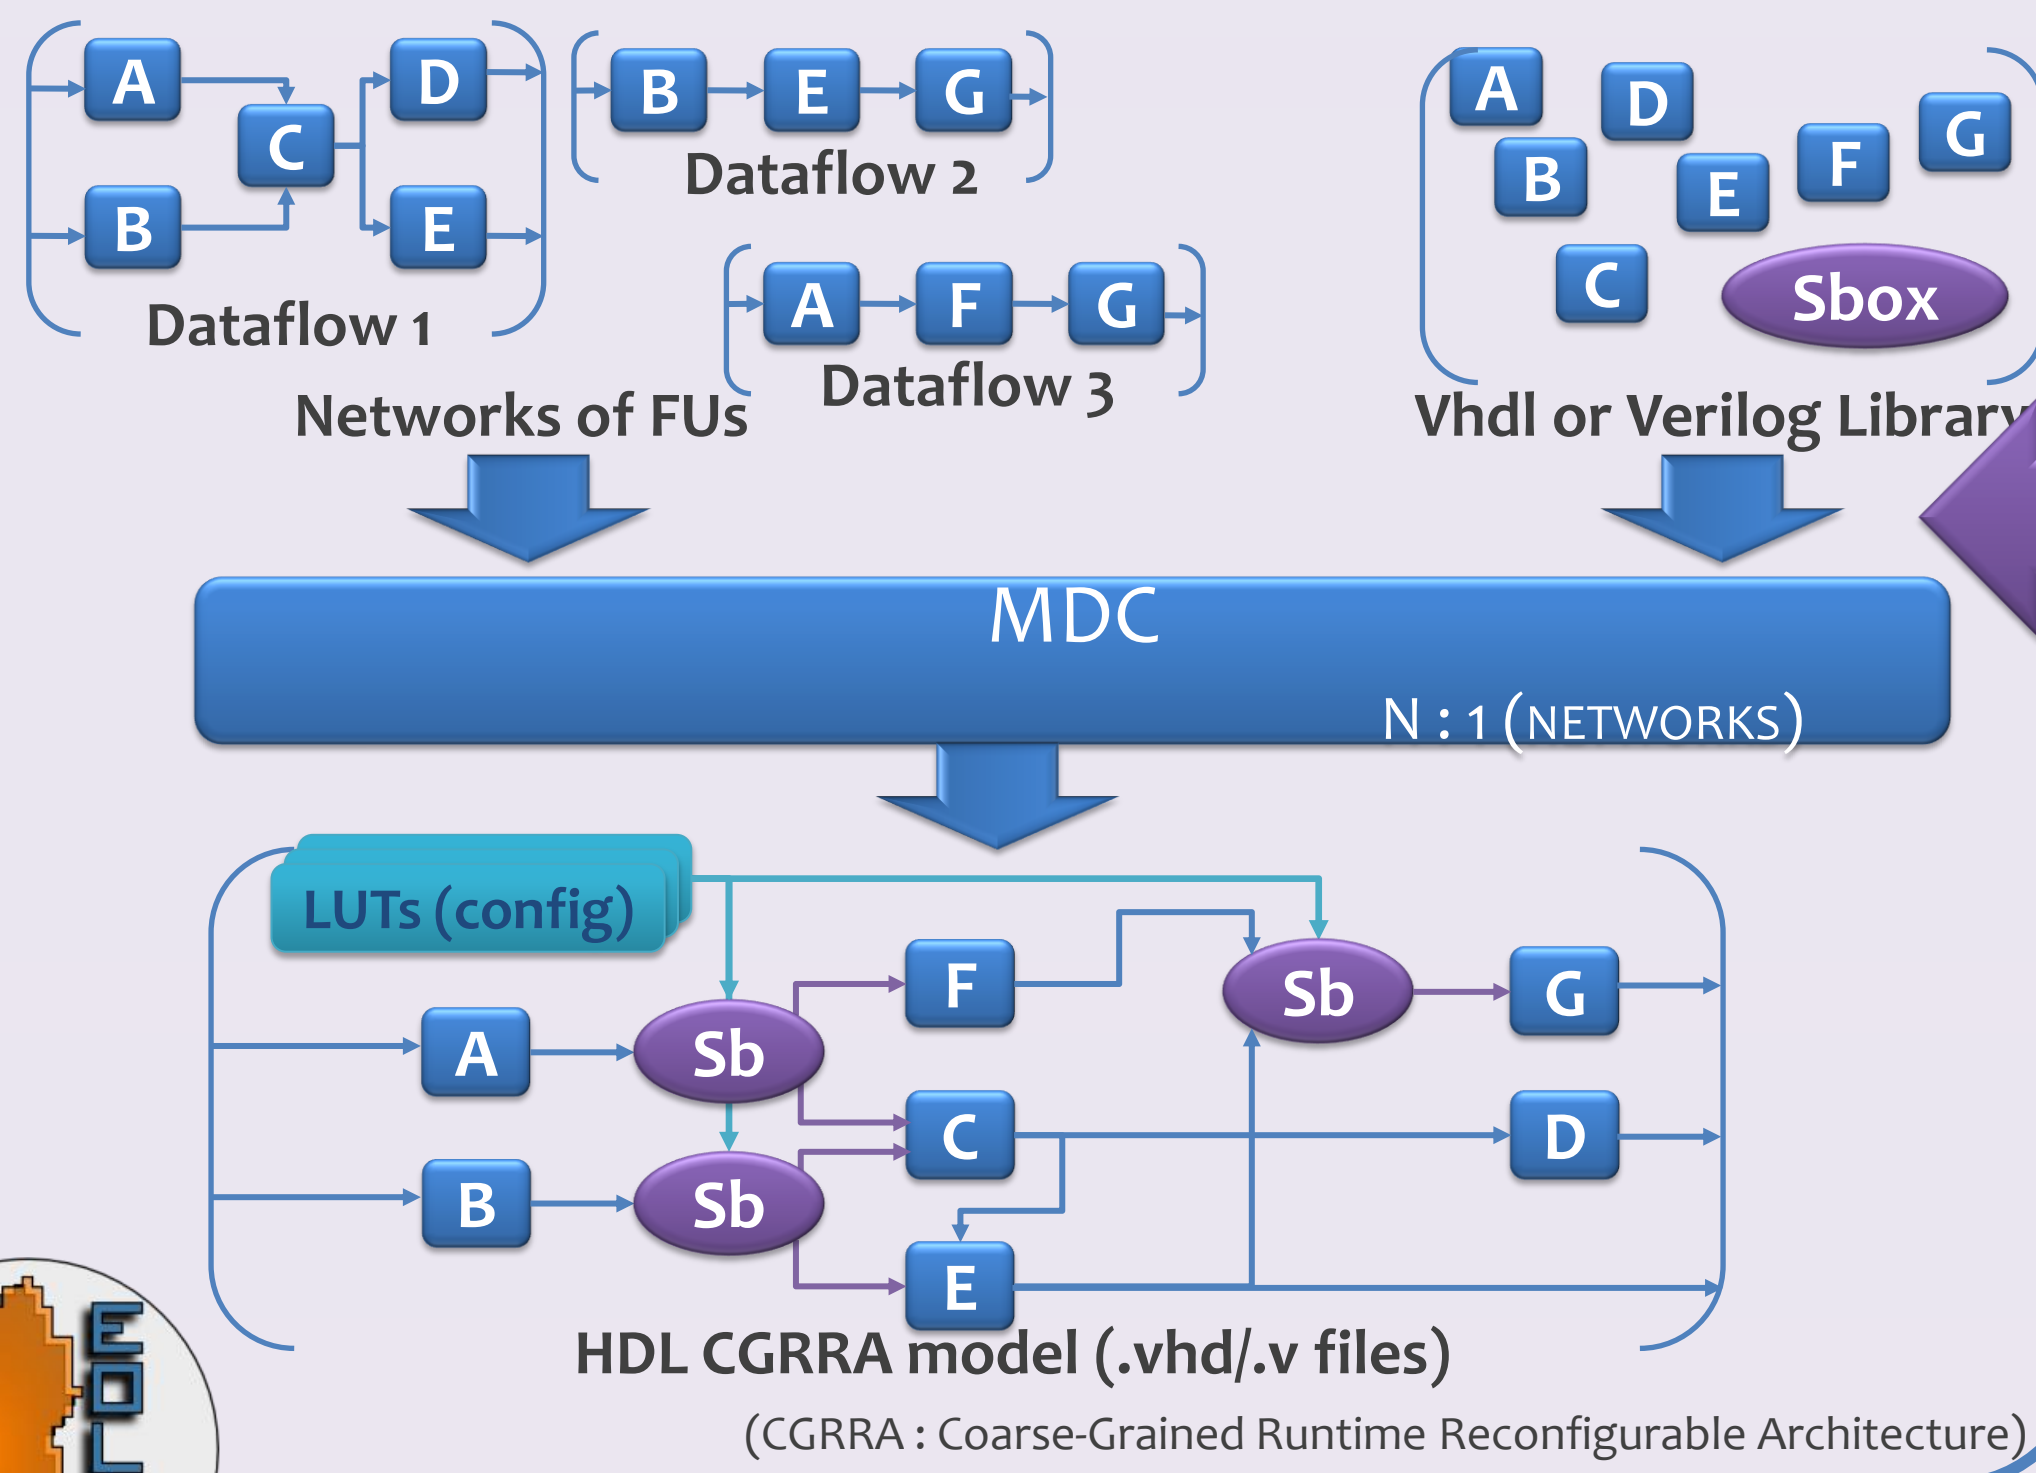 A
D
C
B
E
Dataflow 1
B
E
G
Dataflow 2
A
F
G
Dataflow 3
Networks of FUs
A
D
G
B
E
F
C
Sbox
Vhdl or Verilog Library
MDC
N : 1 (NETWORKS)
LUTs (config)
F
Sb
G
A
Sb
C
D
B
Sb
E
HDL CGRRA model (.vhd/.v files)
(CGRRA : Coarse-Grained Runtime Reconfigurable Architecture)
EOL